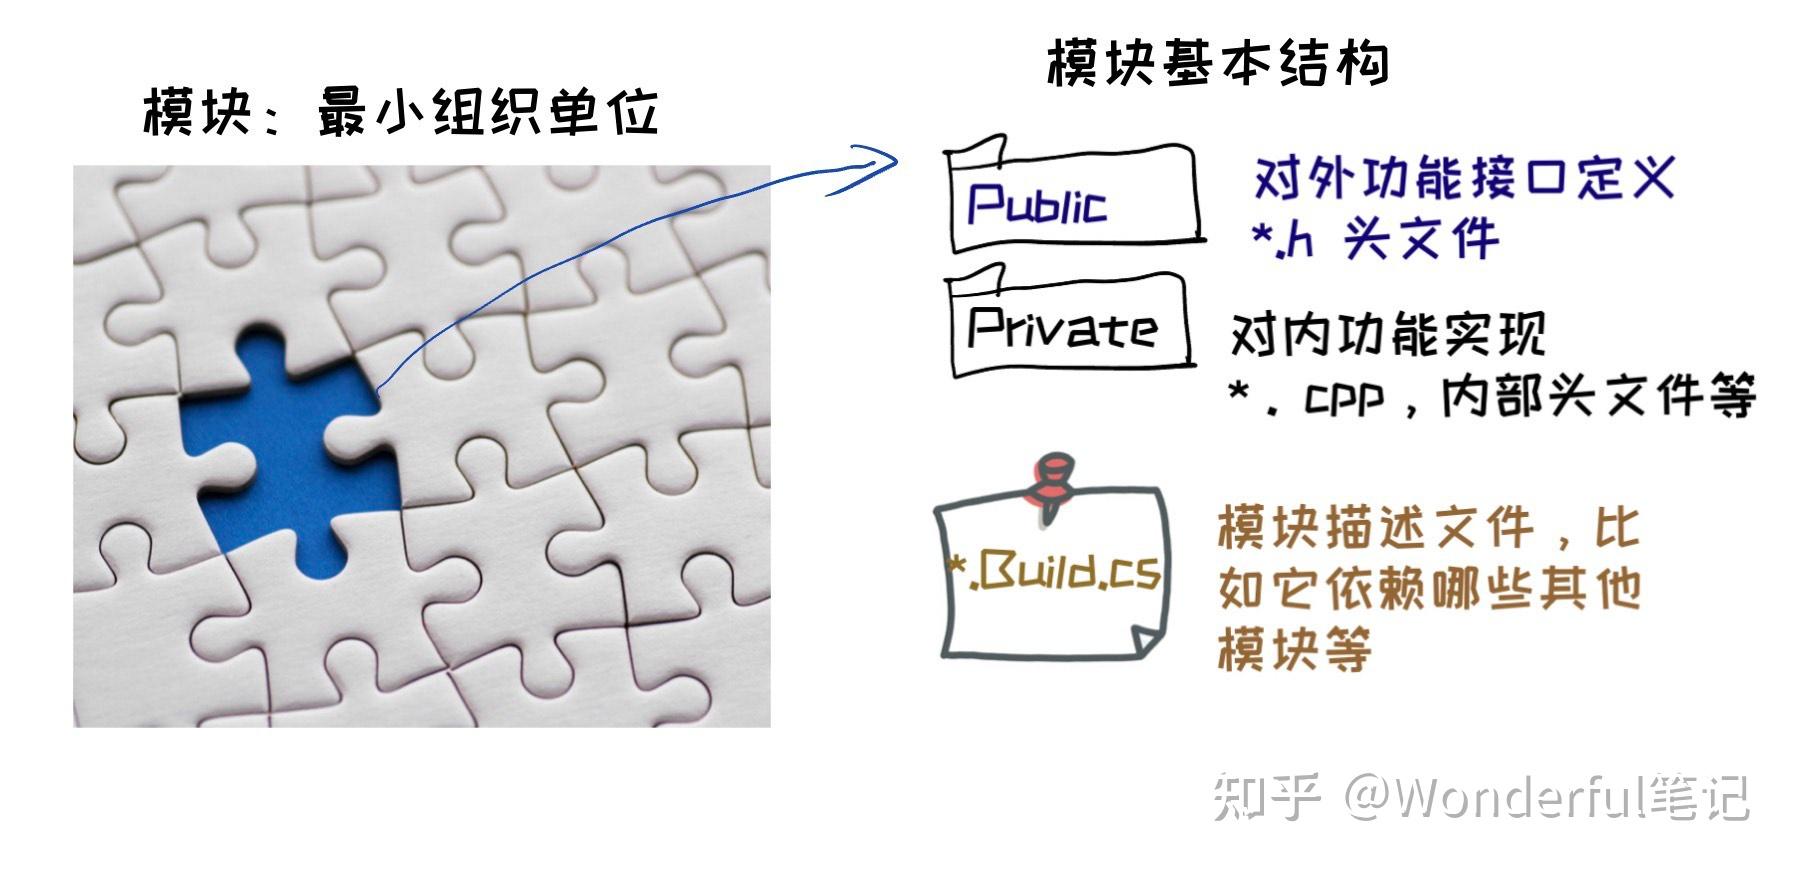 模块：最小组织单位
模块基本结构
Public
对外功能接口定义
*.h 头文件
Private
对内功能实现
*. cpp，内部头文件等
*.Build.cs
模块描述文件，比
如它依赖哪些其他
模块等
知乎 @Wonderful笔记